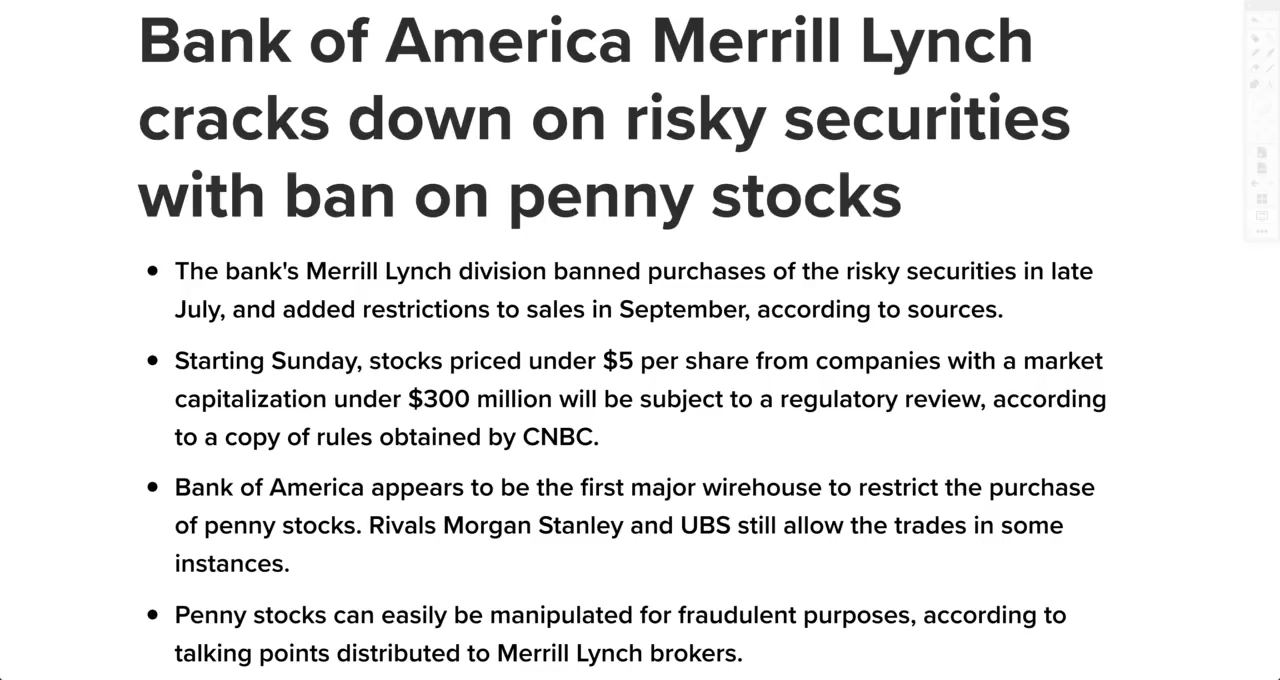 Bank of America Merrill Lynch
cracks down on risky securities
with ban on penny stocks
• The bank's Merrill Lynch division banned purchases of the risky securities in late
July, and added restrictions to sales in September, according to sources.
• Starting Sunday, stocks priced under $5 per share from companies with a market
capitalization under $300 million will be subject to a regulatory review, according
to a copy of rules obtained by CNBC.
• Bank of America appears to be the first major wirehouse to restrict the purchase
of penny stocks. Rivals Morgan Stanley and UBS still allow the trades in some
instances.
• Penny stocks can easily be manipulated for fraudulent purposes, according to
talking points distributed to Merrill Lynch brokers.